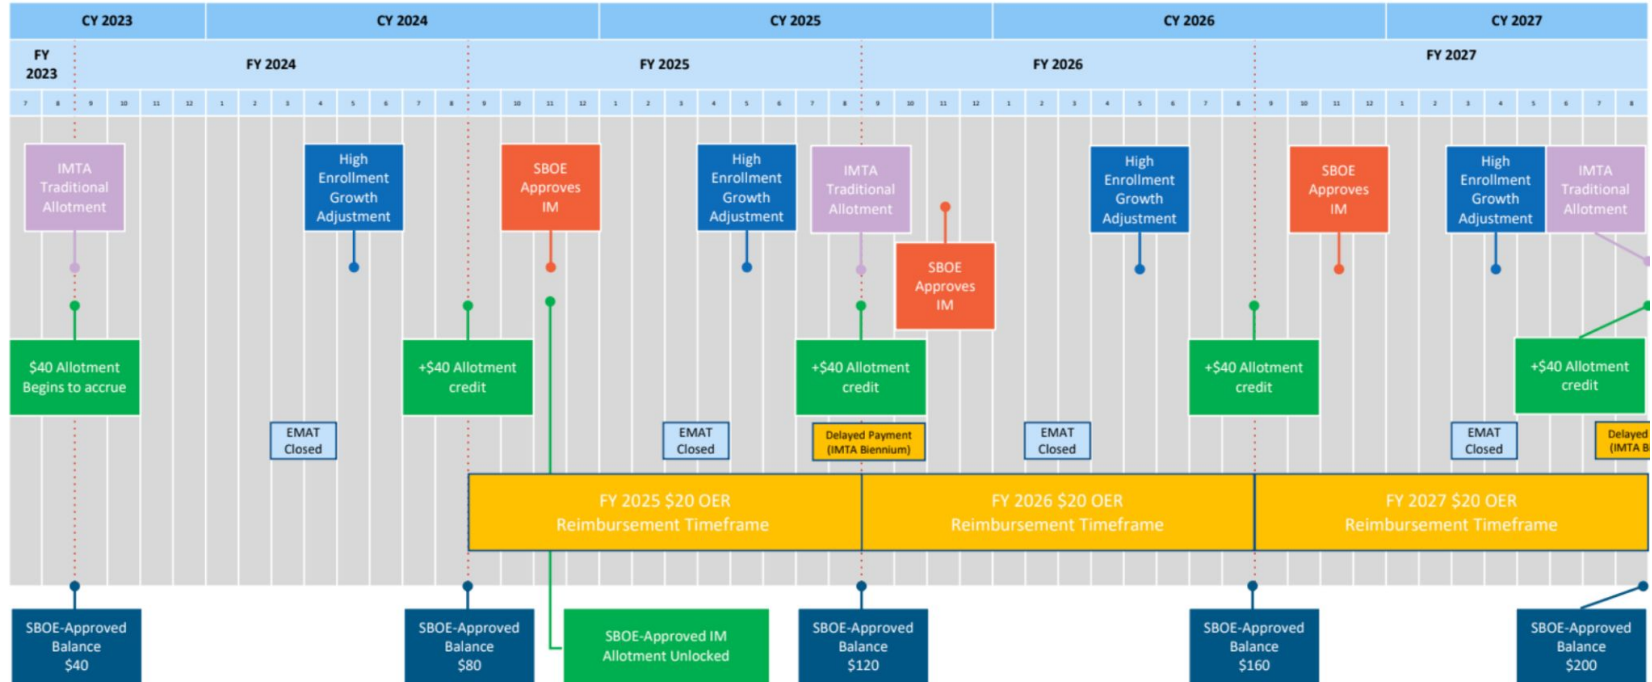 CY 2023
CY 2024
CY 2025
CY 2026
CY 2027
FY
2023
FY 2024
FY 2025
FY 2026
FY 2027
7 8 9 10 11 12 1 2 3 4 5 6 7 8 9 10 11 12 1 2 3 4 5 6 7 8 9 10 11 12 1 2 3 4 5 6 7 8 9 10 11 12 1 2 3 4 5 6 7 8
IMTA
Traditional
Allotment
High
Enrollment
Growth
Adjustment
SBOE
Approves
IM
High
Enrollment
Growth
Adjustment
IMTA
Traditional
Allotment
SBOE
Approves
IM
High
Enrollment
Growth
Adjustment
SBOE
Approves
IM
High
Enrollment
Growth
Adjustment
IMTA
Traditional
Allotment
$40 Allotment
Begins to accrue
+$40 Allotment
credit
+$40 Allotment
credit
+$40 Allotment
credit
+$40 Allotment
credit
EMAT
Closed
EMAT
Closed
Delayed Payment
(IMTA Biennium)
EMAT
Closed
EMAT
Closed
Delayed
(IMTA B
FY 2025 $20 OER
Reimbursement Timeframe
FY 2026 $20 OER
Reimbursement Timeframe
FY 2027 $20 OER
Reimbursement Timeframe
SBOE-Approved
Balance
$40
SBOE-Approved
Balance
$80
SBOE-Approved IM
Allotment Unlocked
SBOE-Approved
Balance
$120
SBOE-Approved
Balance
$160
SBOE-Approved
Balance
$200